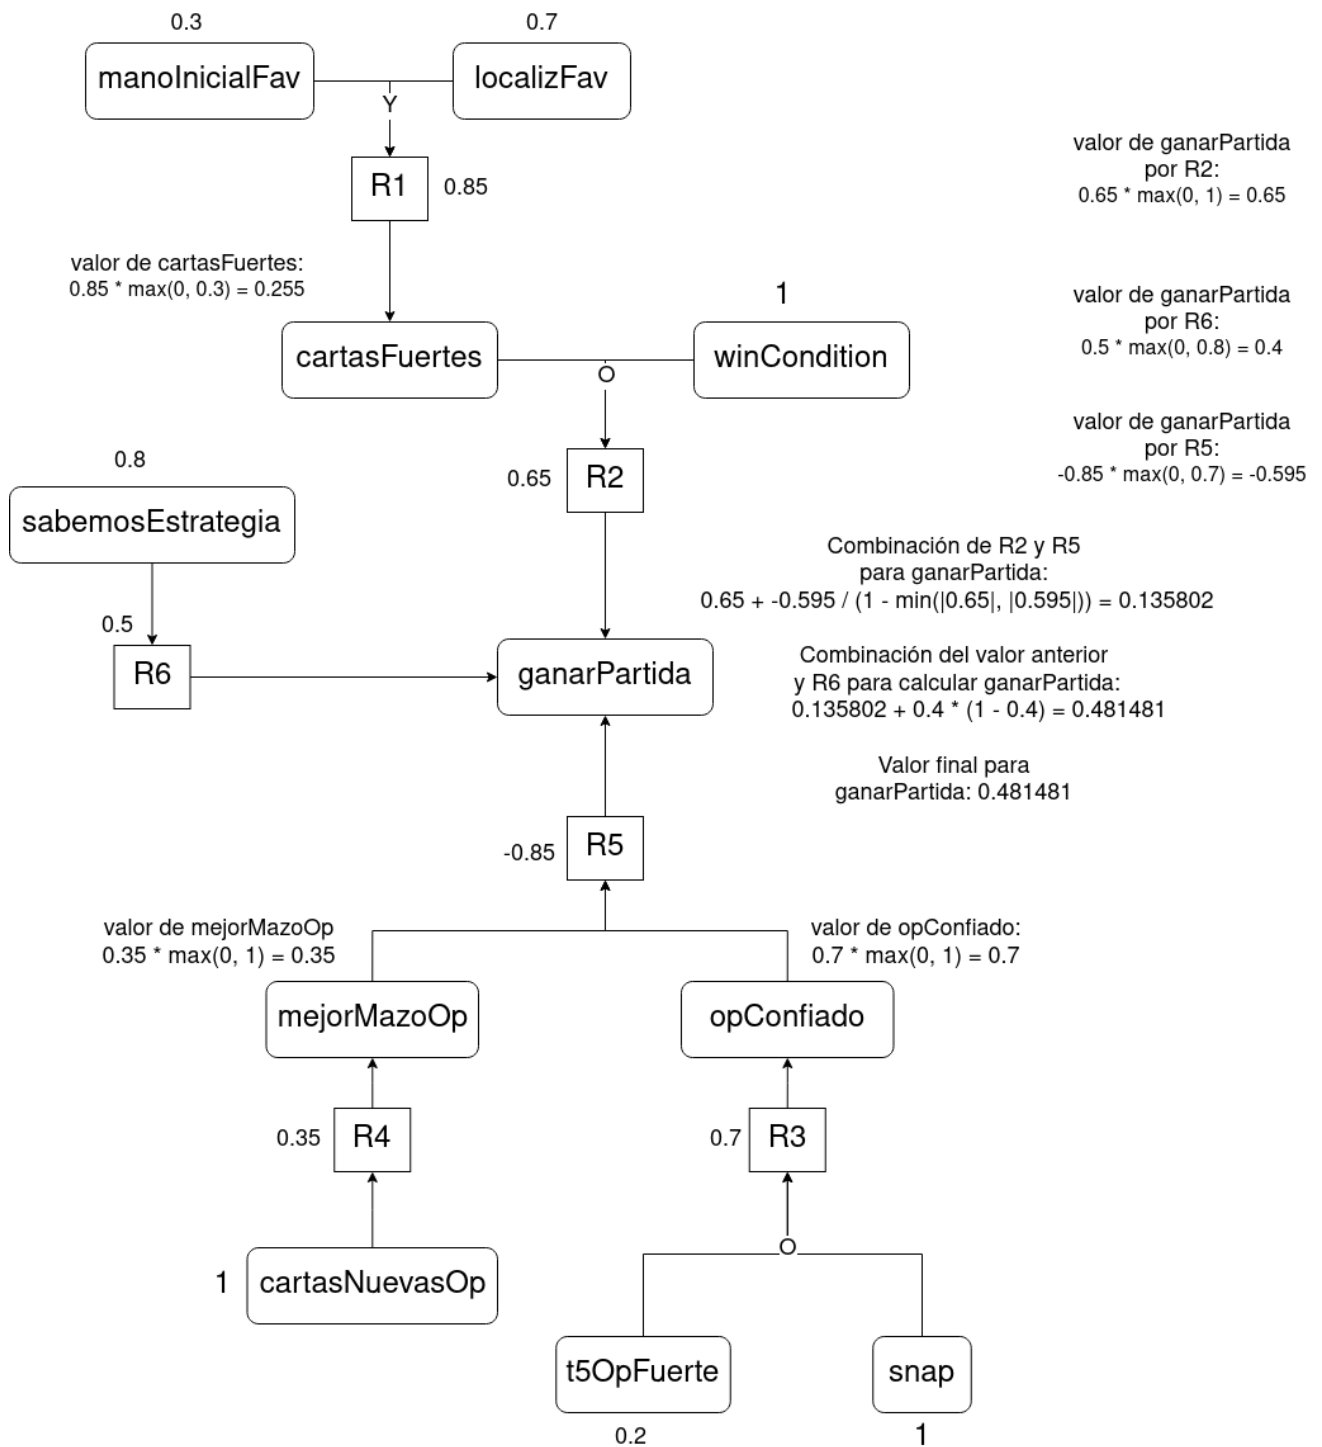 0.3
0.7
manoInicialFav
localizFav
Y
R1
0.85
valor de ganarPartida
por R2:
0.65 * max(0, 1) = 0.65
valor de cartasFuertes:
0.85 * max(0, 0.3) = 0.255
1
valor de ganarPartida
por R6:
0.5 * max(0, 0.8) = 0.4
cartasFuertes
winCondition
O
valor de ganarPartida
por R5:
-0.85 * max(0, 0.7) = -0.595
0.8
0.65
R2
sabemosEstrategia
Combinación de R2 y R5
para ganarPartida:
0.65 + -0.595 / (1 - min(|0.65|, |0.595|)) = 0.135802
0.5
R6
ganarPartida
Combinación del valor anterior
y R6 para calcular ganarPartida:
0.135802 + 0.4 * (1 - 0.4) = 0.481481
Valor final para
ganarPartida: 0.481481
-0.85
R5
valor de mejorMazoOp
0.35 * max(0, 1) = 0.35
valor de opConfiado:
0.7 * max(0, 1) = 0.7
mejorMazoOp
opConfiado
0.35
R4
0.7
R3
O
1
cartasNuevasOp
t5OpFuerte
snap
0.2
1